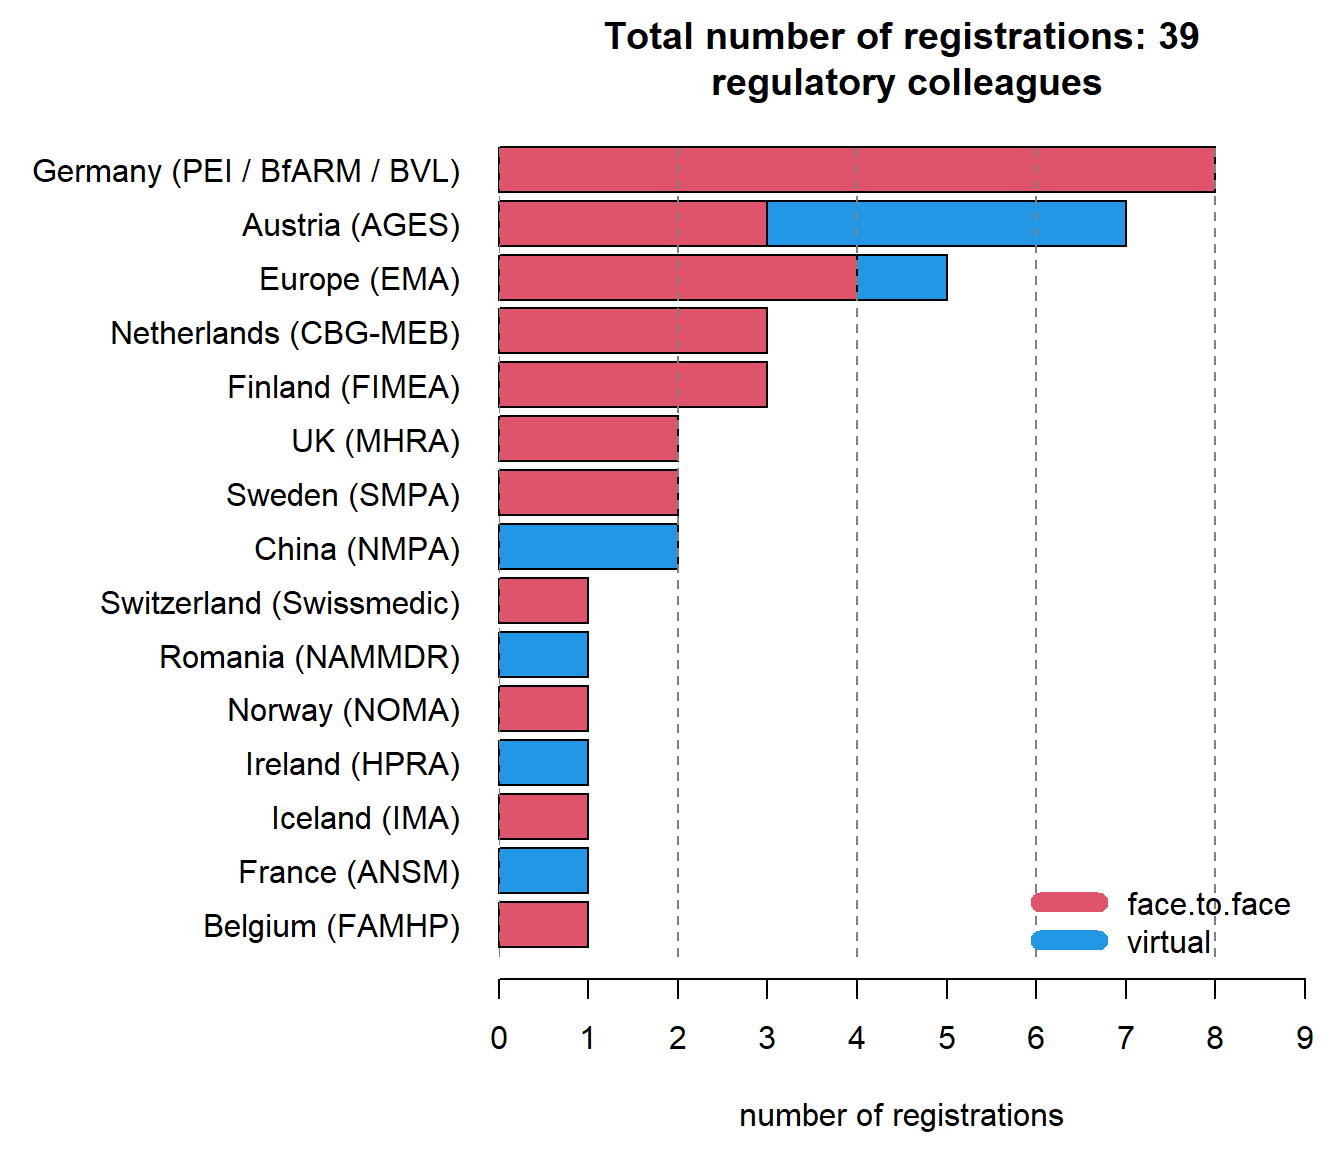 Total number of registrations: 39
regulatory colleagues
Germany (PEI / BfARM / BVL)
Austria (AGES)
Europe (EMA)
Netherlands (CBG-MEB)
Finland (FIMEA)
UK (MHRA)
Sweden (SMPA)
China (NMPA)
Switzerland (Swissmedic)
Romania (NAMMDR)
Norway (NOMA)
Ireland (HPRA)
Iceland (IMA)
France (ANSM)
Belgium (FAMHP)
face.to.face
virtual
0 1 2 3 4 5 6 7 8 9
number of registrations